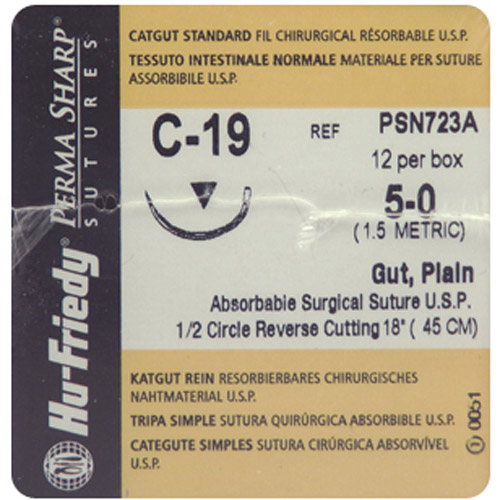 CATGUT STANDARD FIL CHIRURGICAL RÉSORBABLE U.S.P.
TESSUTO INTESTINALE NORMALE MATERIALE PER SUTURE
ASSORBIBILE U.S.P.
C-19
REF PSN723A
12 per box
5-0
(1.5 METRIC)
Gut, Plain
Absorbable Surgical Suture U.S.P.
1/2 Circle Reverse Cutting 18" ( 45 CM)
KATGUT REIN RESORBIERBARES CHIRURGISCHES
NAHTMATERIAL U.S.P.
TRIPA SIMPLE SUTURA QUIRÚRGICA ABSORBIBLE U.S.P.
CATEGUTE SIMPLES SUTURA CIRÚRGICA ABSORVÍVEL
U.S.P.
0051
Hu-Friedy®
PERMA SHARP®
SUTURES